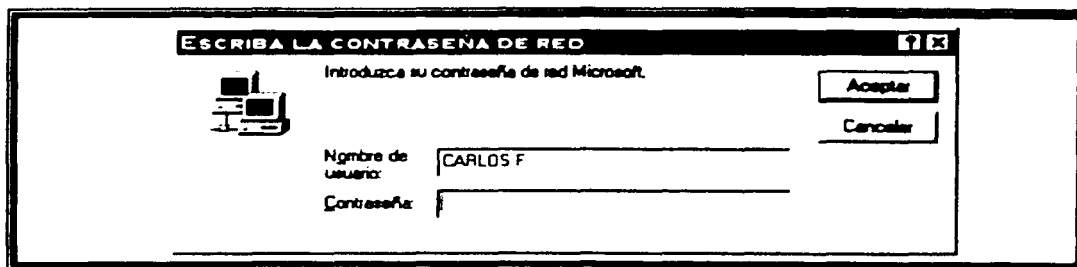 ESCRIBA LA CONTRASEÑA DE RED
Introduzca su contraseña de red Microsoft.
Aceptar
Cancelar
Nombre de
usuario:
CARLOS F
Contraseña: